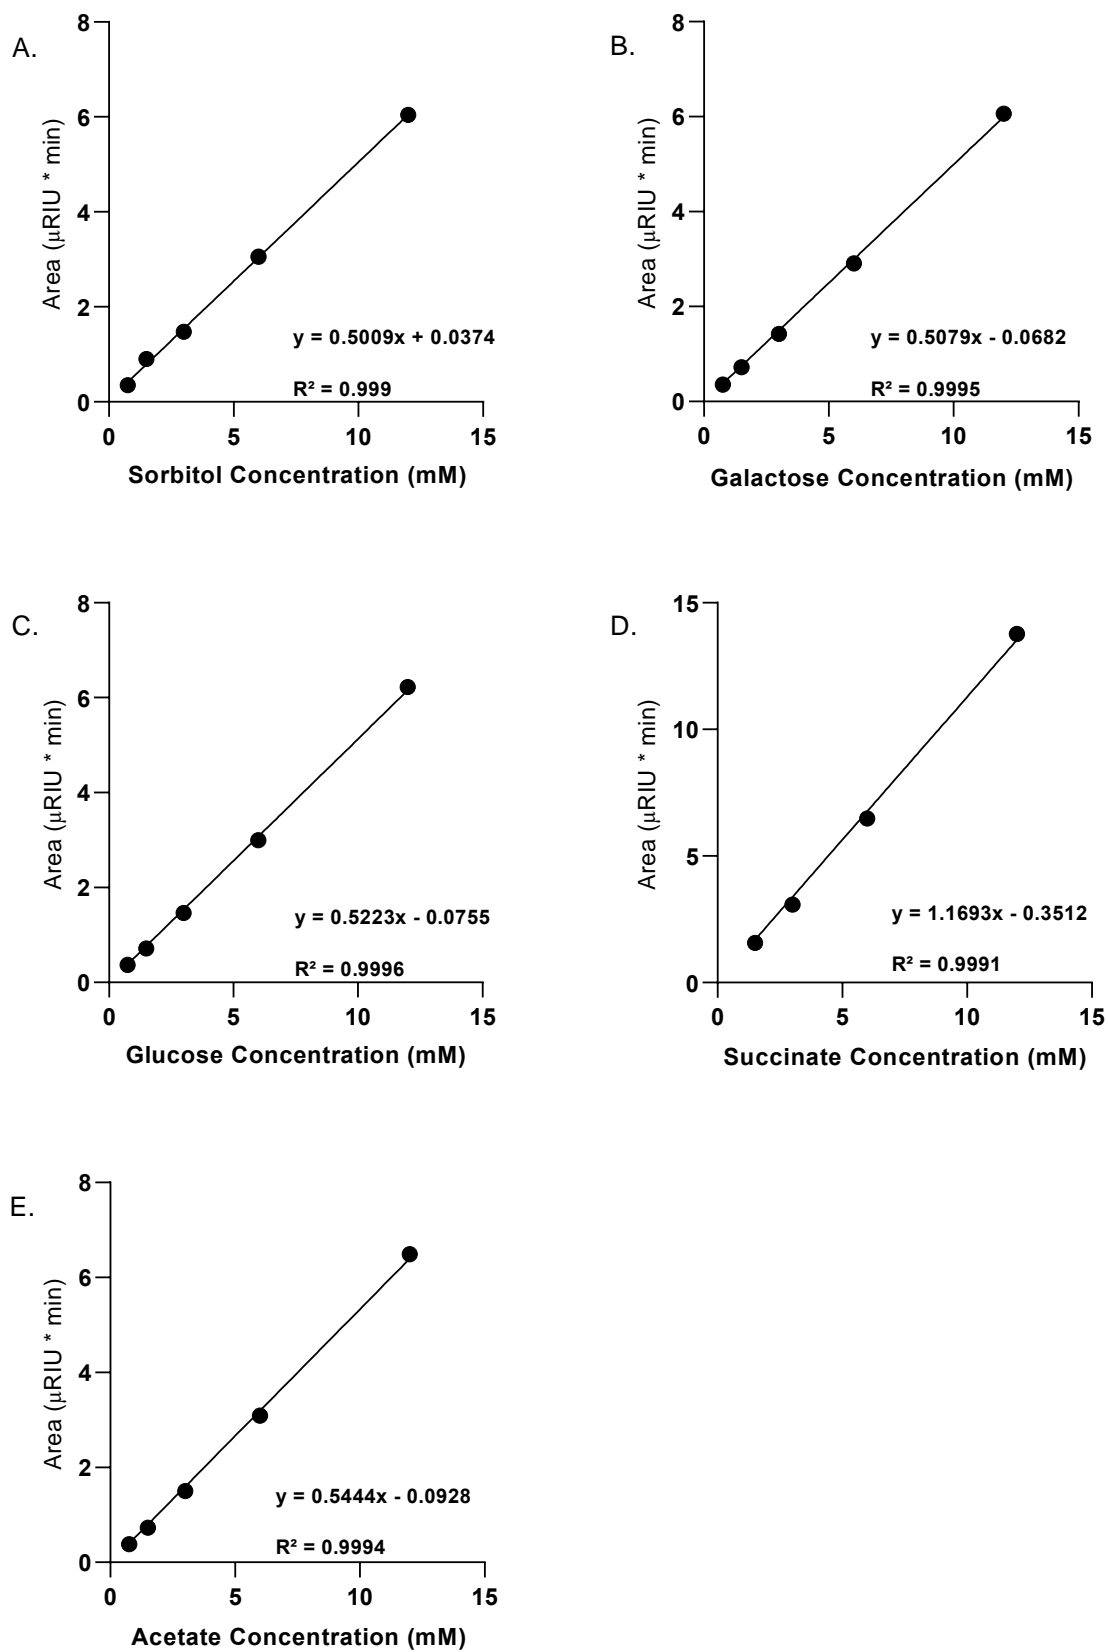 A.
8
6
4
2
0
Area (μRIU * min)
y = 0.5009x + 0.0374
R² = 0.999
0 5 10 15
Sorbitol Concentration (mM)
B.
8
6
4
2
0
Area (μRIU * min)
y = 0.5079x - 0.0682
R² = 0.9995
0 5 10 15
Galactose Concentration (mM)
C.
8
6
4
2
0
Area (μRIU * min)
y = 0.5223x - 0.0755
R² = 0.9996
0 5 10 15
Glucose Concentration (mM)
D.
15
10
5
0
Area (μRIU * min)
y = 1.1693x - 0.3512
R² = 0.9991
0 5 10 15
Succinate Concentration (mM)
E.
8
6
4
2
0
Area (μRIU * min)
y = 0.5444x - 0.0928
R² = 0.9994
0 5 10 15
Acetate Concentration (mM)